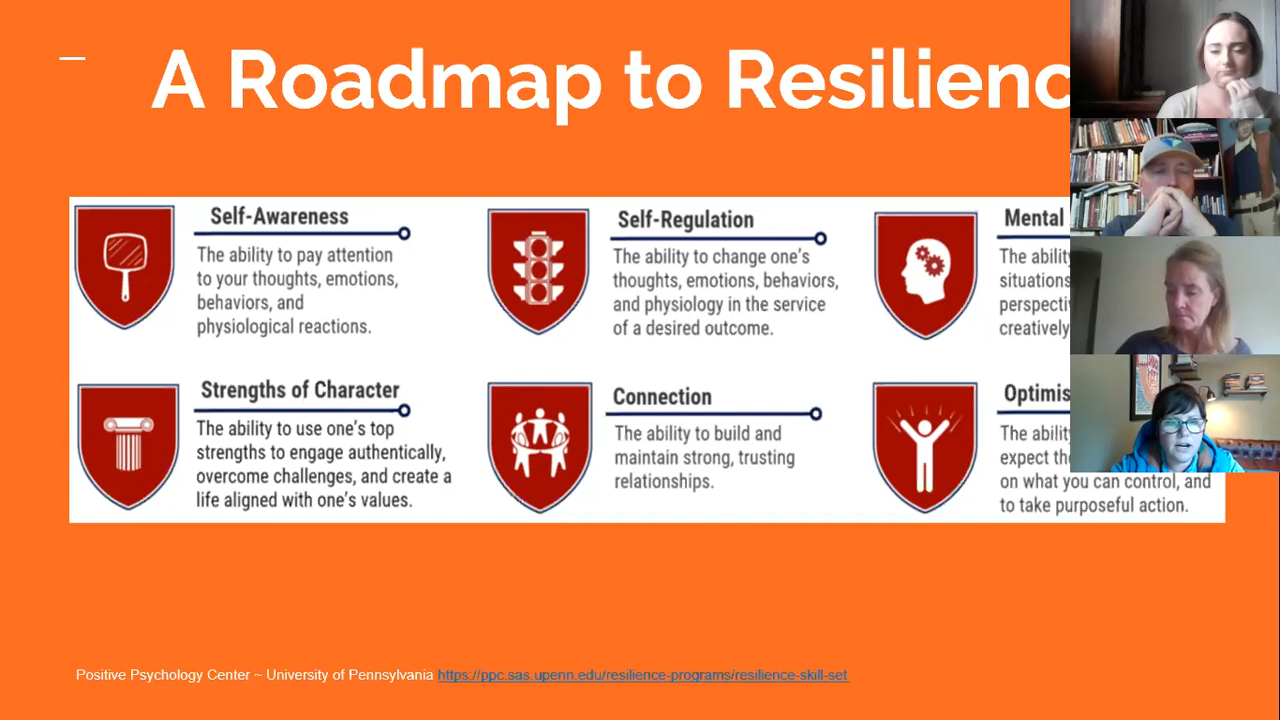 A Roadmap to Resilienc
Self-Awareness
The ability to pay attention
to your thoughts, emotions,
behaviors, and
physiological reactions.
Self-Regulation
The ability to change one's
thoughts, emotions, behaviors,
and physiology in the service
of a desired outcome.
Mental
The ability
situations
perspecti
creatively
Strengths of Character
The ability to use one's top
strengths to engage authentically,
overcome challenges, and create a
life aligned with one's values.
Connection
The ability to build and
maintain strong, trusting
relationships.
Optimis
The ability
expect the
on what you can control, and
to take purposeful action.
Positive Psychology Center ~ University of Pennsylvania https://ppc.sas.upenn.edu/resilience-programs/resilience-skill-set